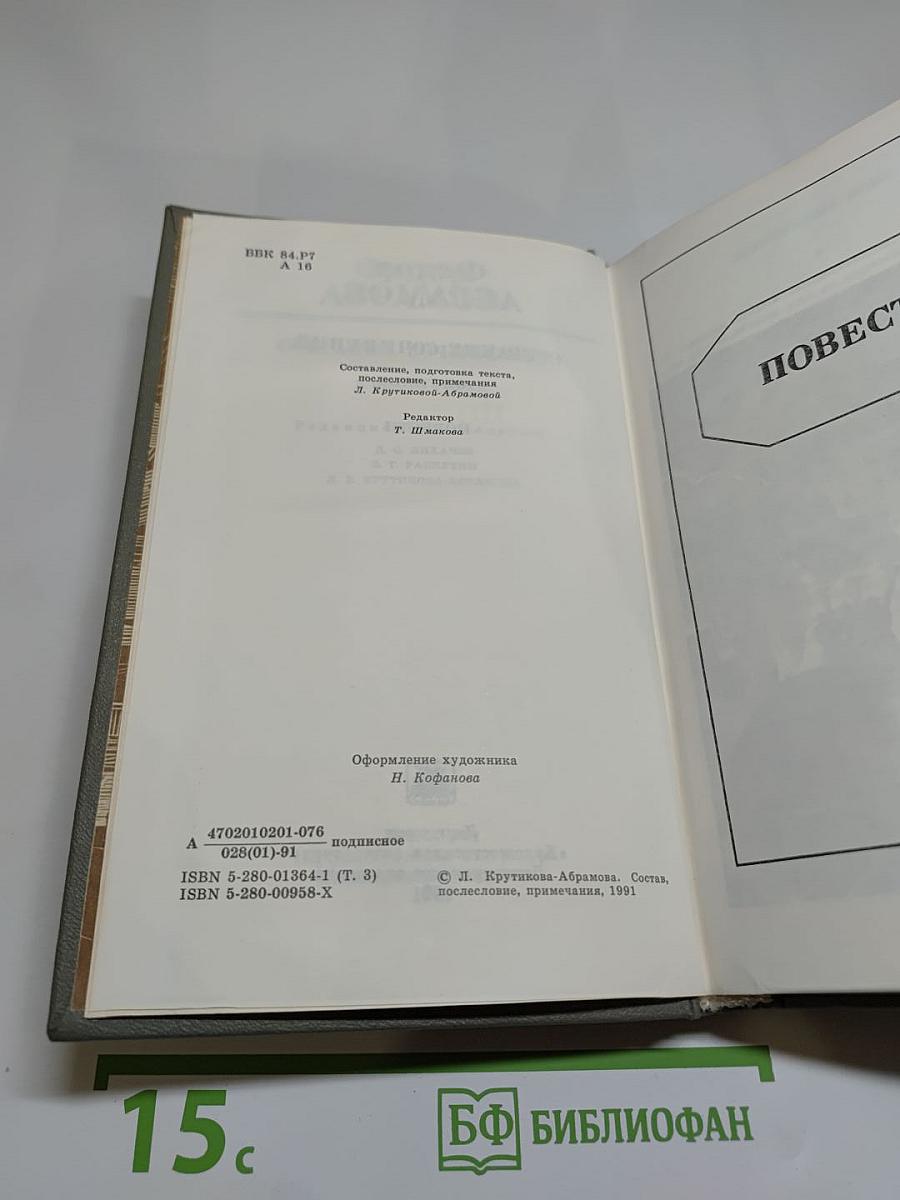 ББК 84.Р7
А 16
Составление, подготовка текста,
послесловие, примечания
Л. Крутиковой-Абрамовой
Редактор
Т. Шмакова
Оформление художника
Н. Кофанова
А 4702010201-076 подписное
028(01)-91
ISBN 5-280-01364-1 (Т. 3)
ISBN 5-280-00958-X
© Л. Крутикова-Абрамова. Состав,
послесловие, примечания, 1991
ПОВЕСТ
15 с
БФ БИБЛИОФАН